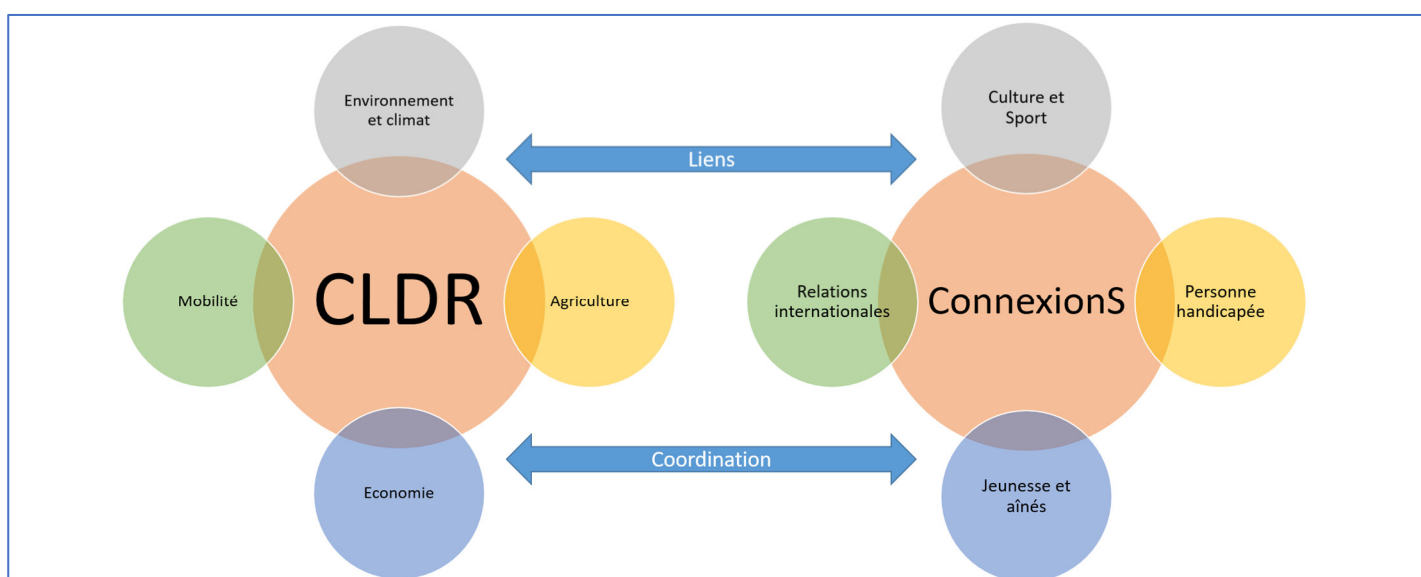 Environnement
et climat
Culture et
Sport
Liens
Mobilité
CLDR
Agriculture
Relations
internationales
ConnexionS
Personne
handicapée
Coordination
Economie
Jeunesse et
aînés